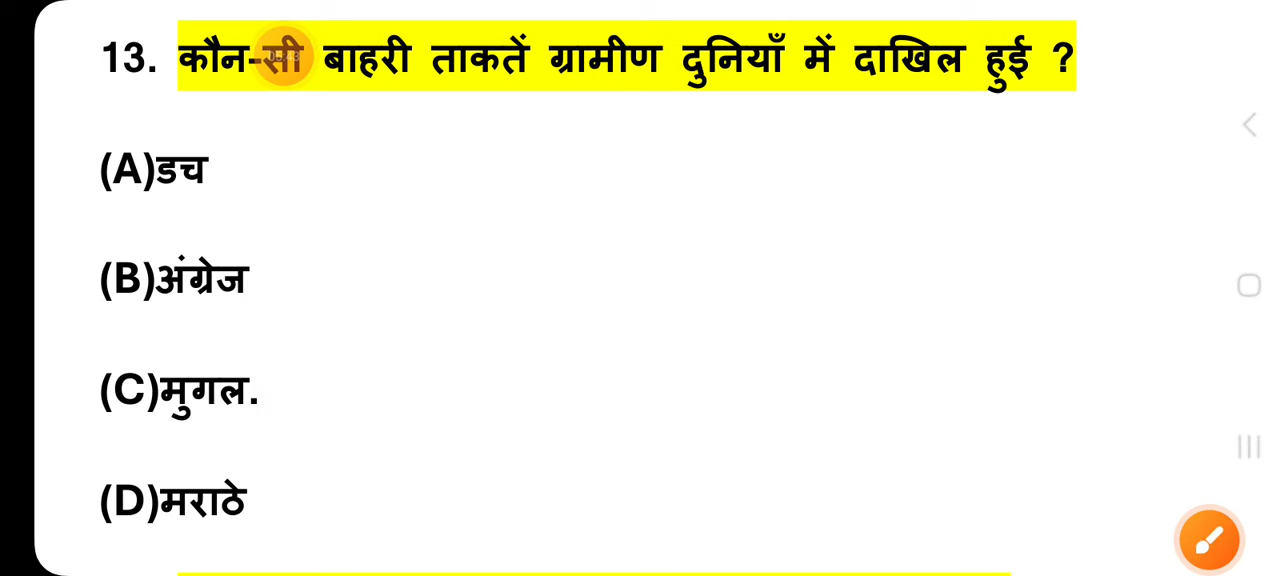 13. कौन-सी बाहरी ताकतें ग्रामीण दुनियाँ में दाखिल हुई ?
(A)डच
(B)अंग्रेज
(C)मुगल.
(D)मराठे